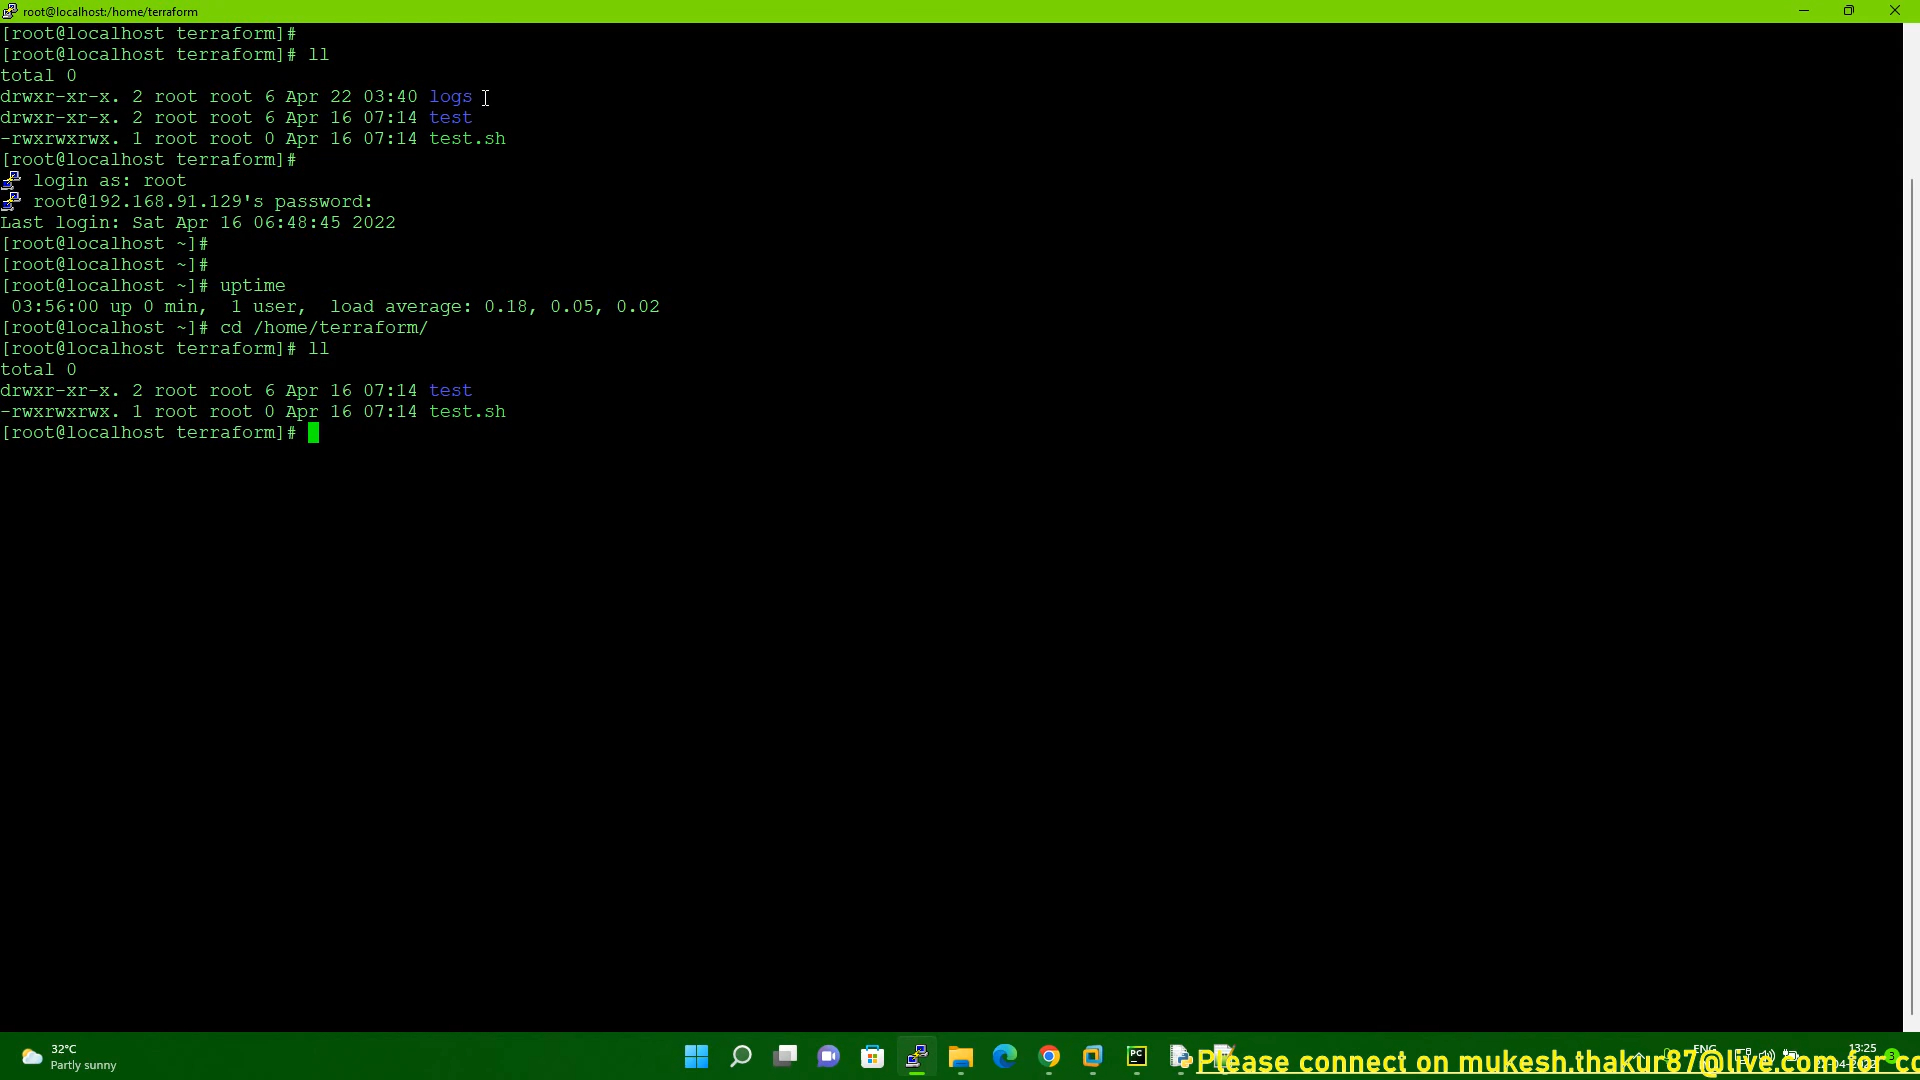 root@localhost:/home/terraform
[root@localhost terraform]#
[root@localhost terraform]# ll
total 0
drwxr-xr-x. 2 root root 6 Apr 22 03:40 logs
drwxr-xr-x. 2 root root 6 Apr 16 07:14 test
-rwxrwxrwx. 1 root root 0 Apr 16 07:14 test.sh
[root@localhost terraform]#
login as: root
root@192.168.91.129's password:
Last login: Sat Apr 16 06:48:45 2022
[root@localhost ~]#
[root@localhost ~]#
[root@localhost ~]# uptime
 03:56:00 up 0 min,  1 user,  load average: 0.18, 0.05, 0.02
[root@localhost ~]# cd /home/terraform/
[root@localhost terraform]# ll
total 0
drwxr-xr-x. 2 root root 6 Apr 16 07:14 test
-rwxrwxrwx. 1 root root 0 Apr 16 07:14 test.sh
[root@localhost terraform]#
32°C
Partly sunny
PC
ENG
13:25
3
Please connect on mukesh.thakur87@live.com for co